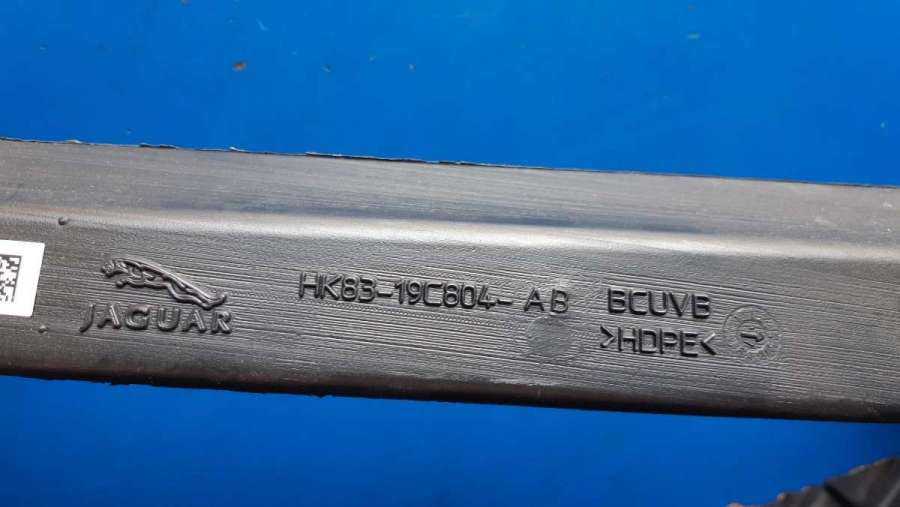 JAGUAR
HK83-19C804-AB BCUVB
>HDPE<